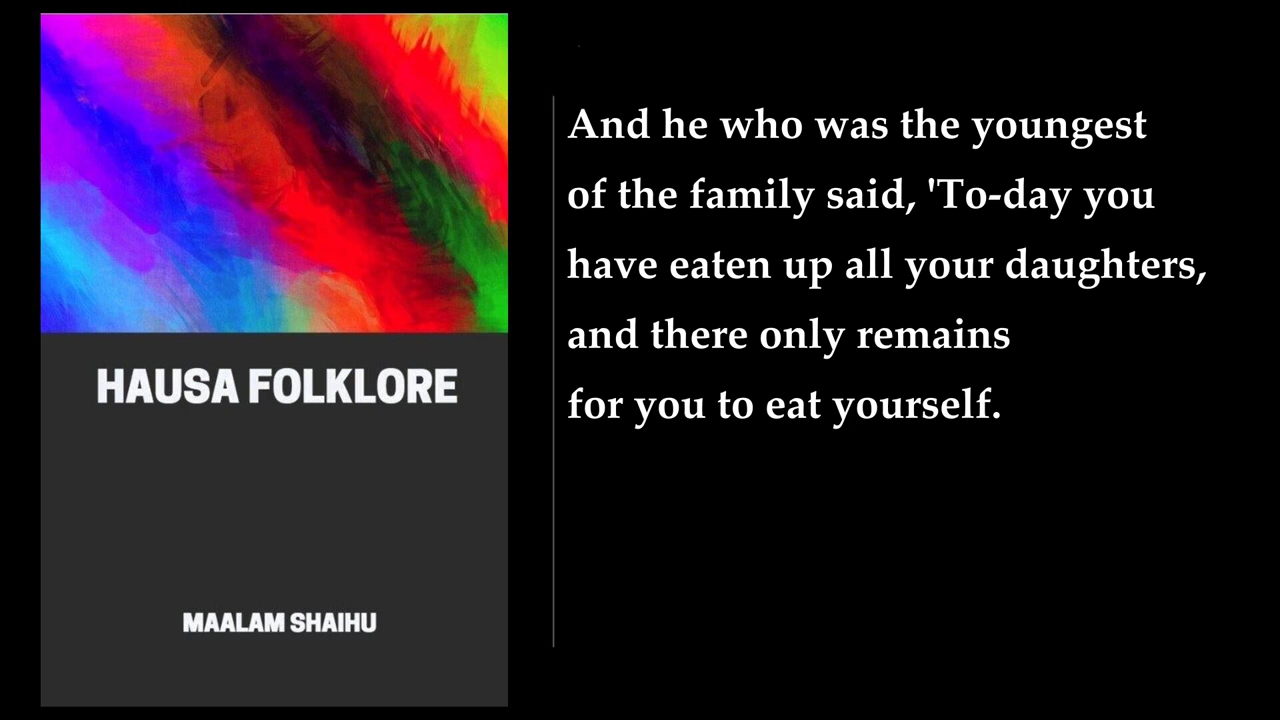 HAUSA FOLKLORE
MAALAM SHAIHU
And he who was the youngest
of the family said, 'To-day you
have eaten up all your daughters,
and there only remains
for you to eat yourself.